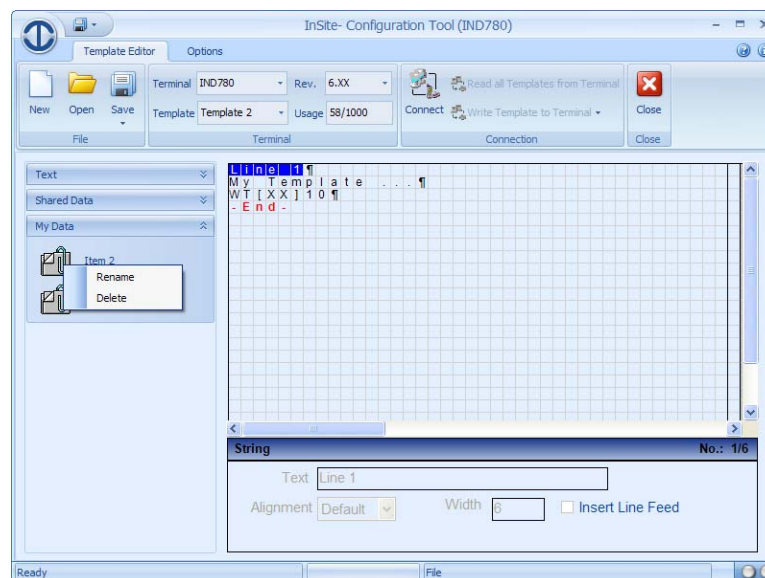 InSite- Configuration Tool (IND780)
Template Editor Options
Terminal IND780 Rev. 6.XX
Read all Templates from Terminal
New Open Save
Template Template 2 Usage 58/1000
Connect Write Template to Terminal
Close
File Terminal Connection Close
Text
Shared Data
My Data
Item 2
Rename
Delete
Line 1¶
My Template ...¶
WT[XX]10¶
-End-
String No.: 1/6
Text Line 1
Alignment Default Width 6 Insert Line Feed
Ready File